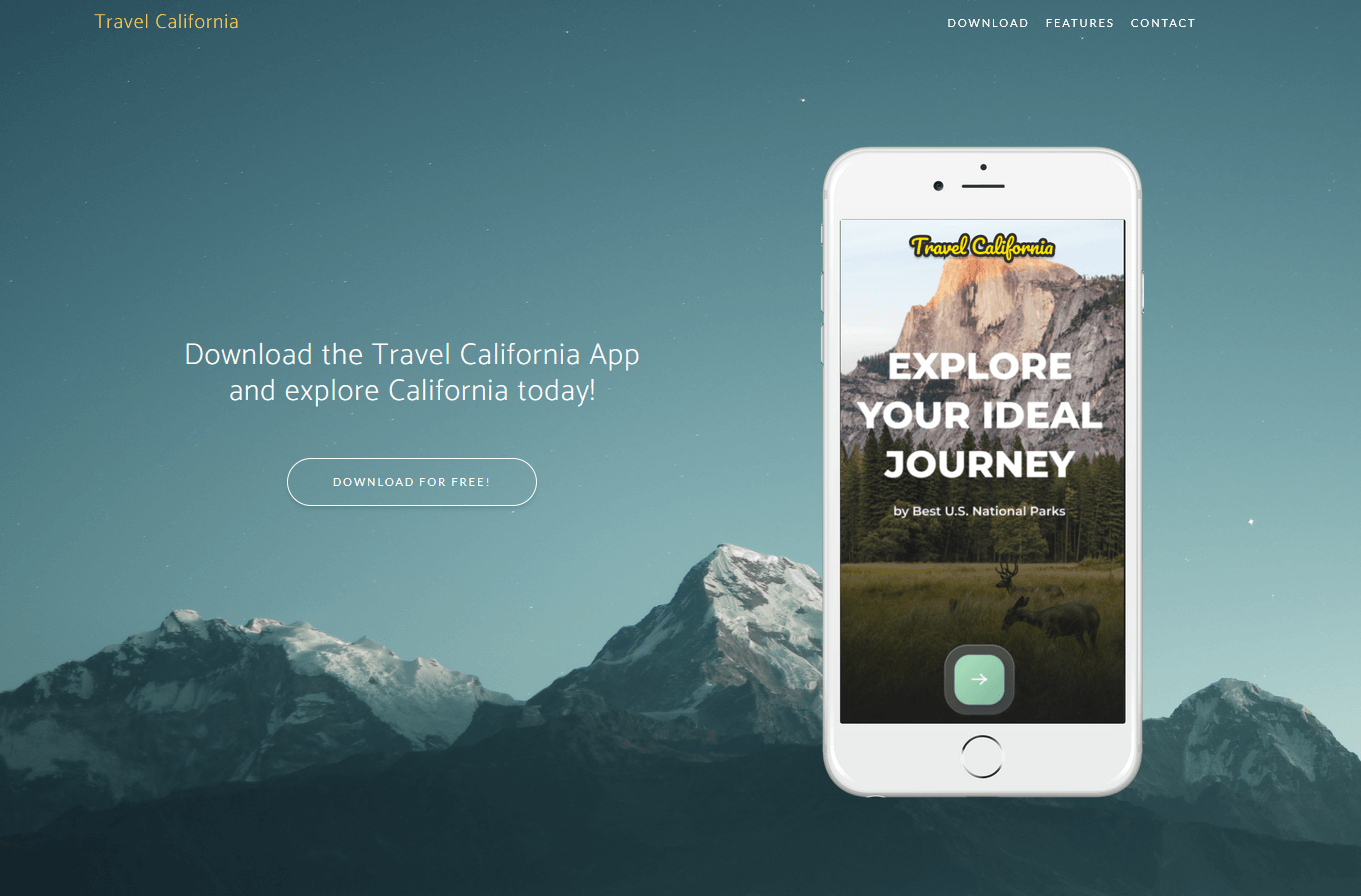 Travel California
DOWNLOAD FEATURES CONTACT
Download the Travel California App
and explore California today!
DOWNLOAD FOR FREE!
Travel California
EXPLORE
YOUR IDEAL
JOURNEY
by Best U.S. National Parks